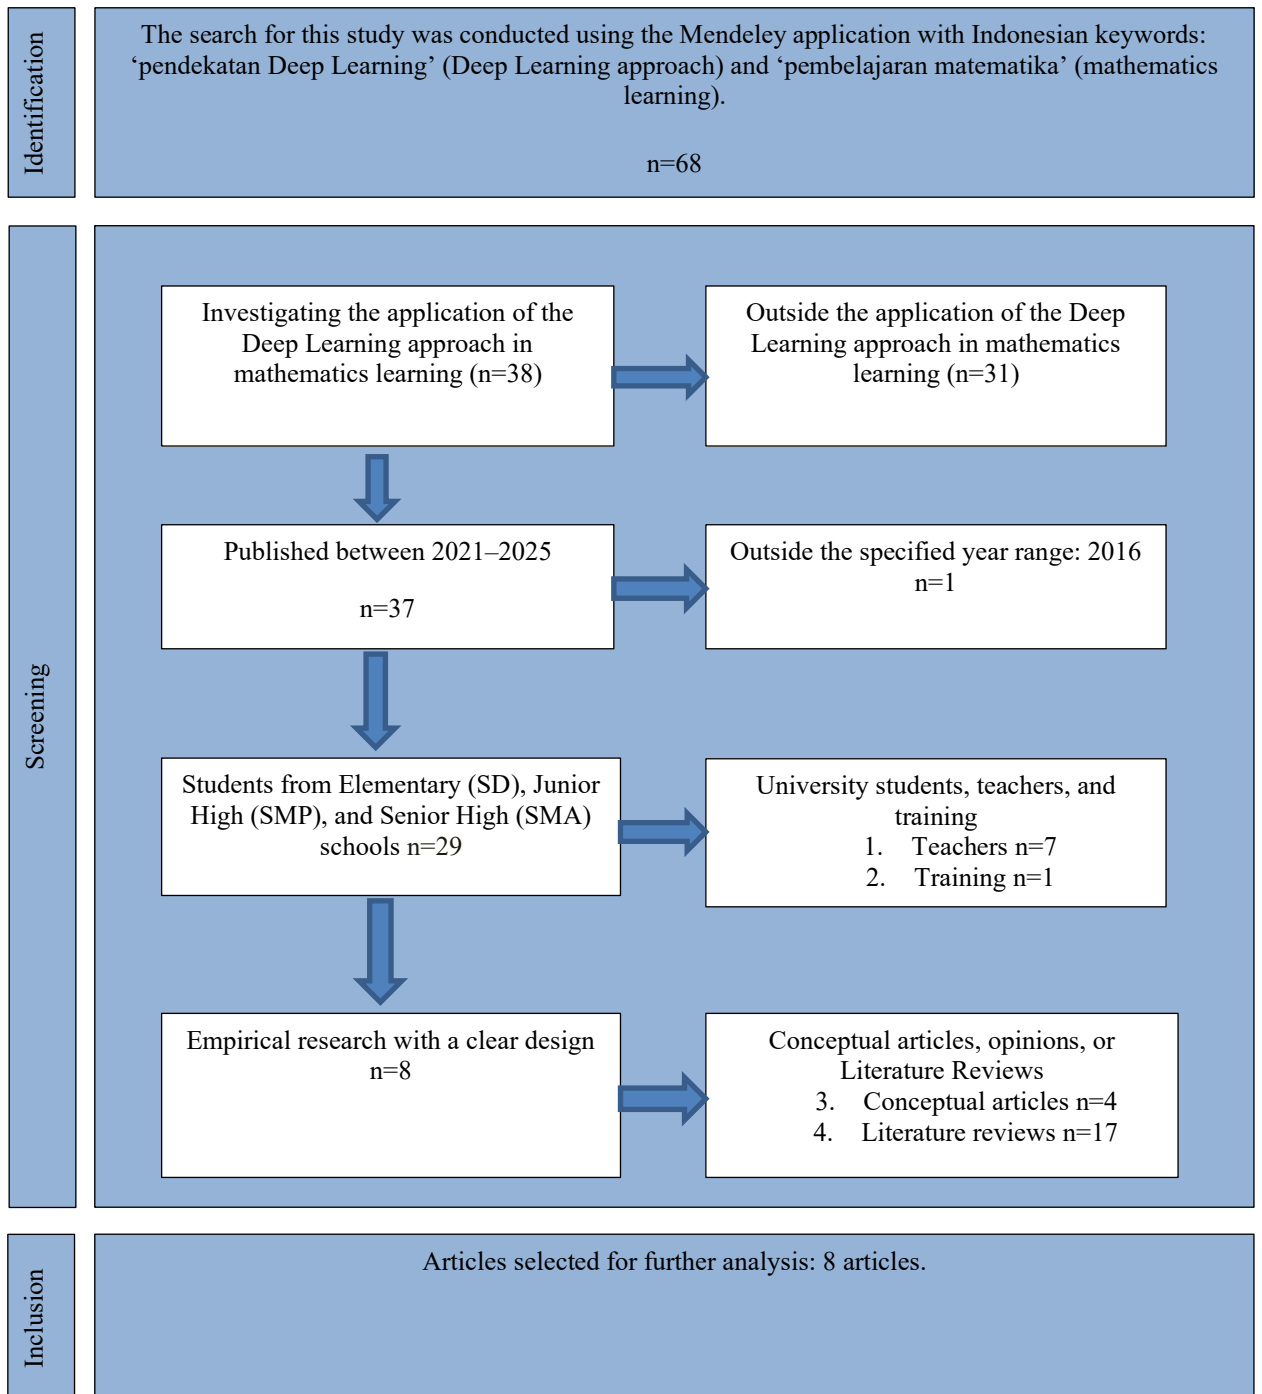 Identification
The search for this study was conducted using the Mendeley application with Indonesian keywords:
‘pendekatan Deep Learning’ (Deep Learning approach) and ‘pembelajaran matematika’ (mathematics
learning).
n=68
Screening
Investigating the application of the
Deep Learning approach in
mathematics learning (n=38)
Outside the application of the Deep
Learning approach in mathematics
learning (n=31)
Published between 2021–2025
n=37
Outside the specified year range: 2016
n=1
Students from Elementary (SD), Junior
High (SMP), and Senior High (SMA)
schools n=29
University students, teachers, and
training
1. Teachers n=7
2. Training n=1
Empirical research with a clear design
n=8
Conceptual articles, opinions, or
Literature Reviews
3. Conceptual articles n=4
4. Literature reviews n=17
Inclusion
Articles selected for further analysis: 8 articles.